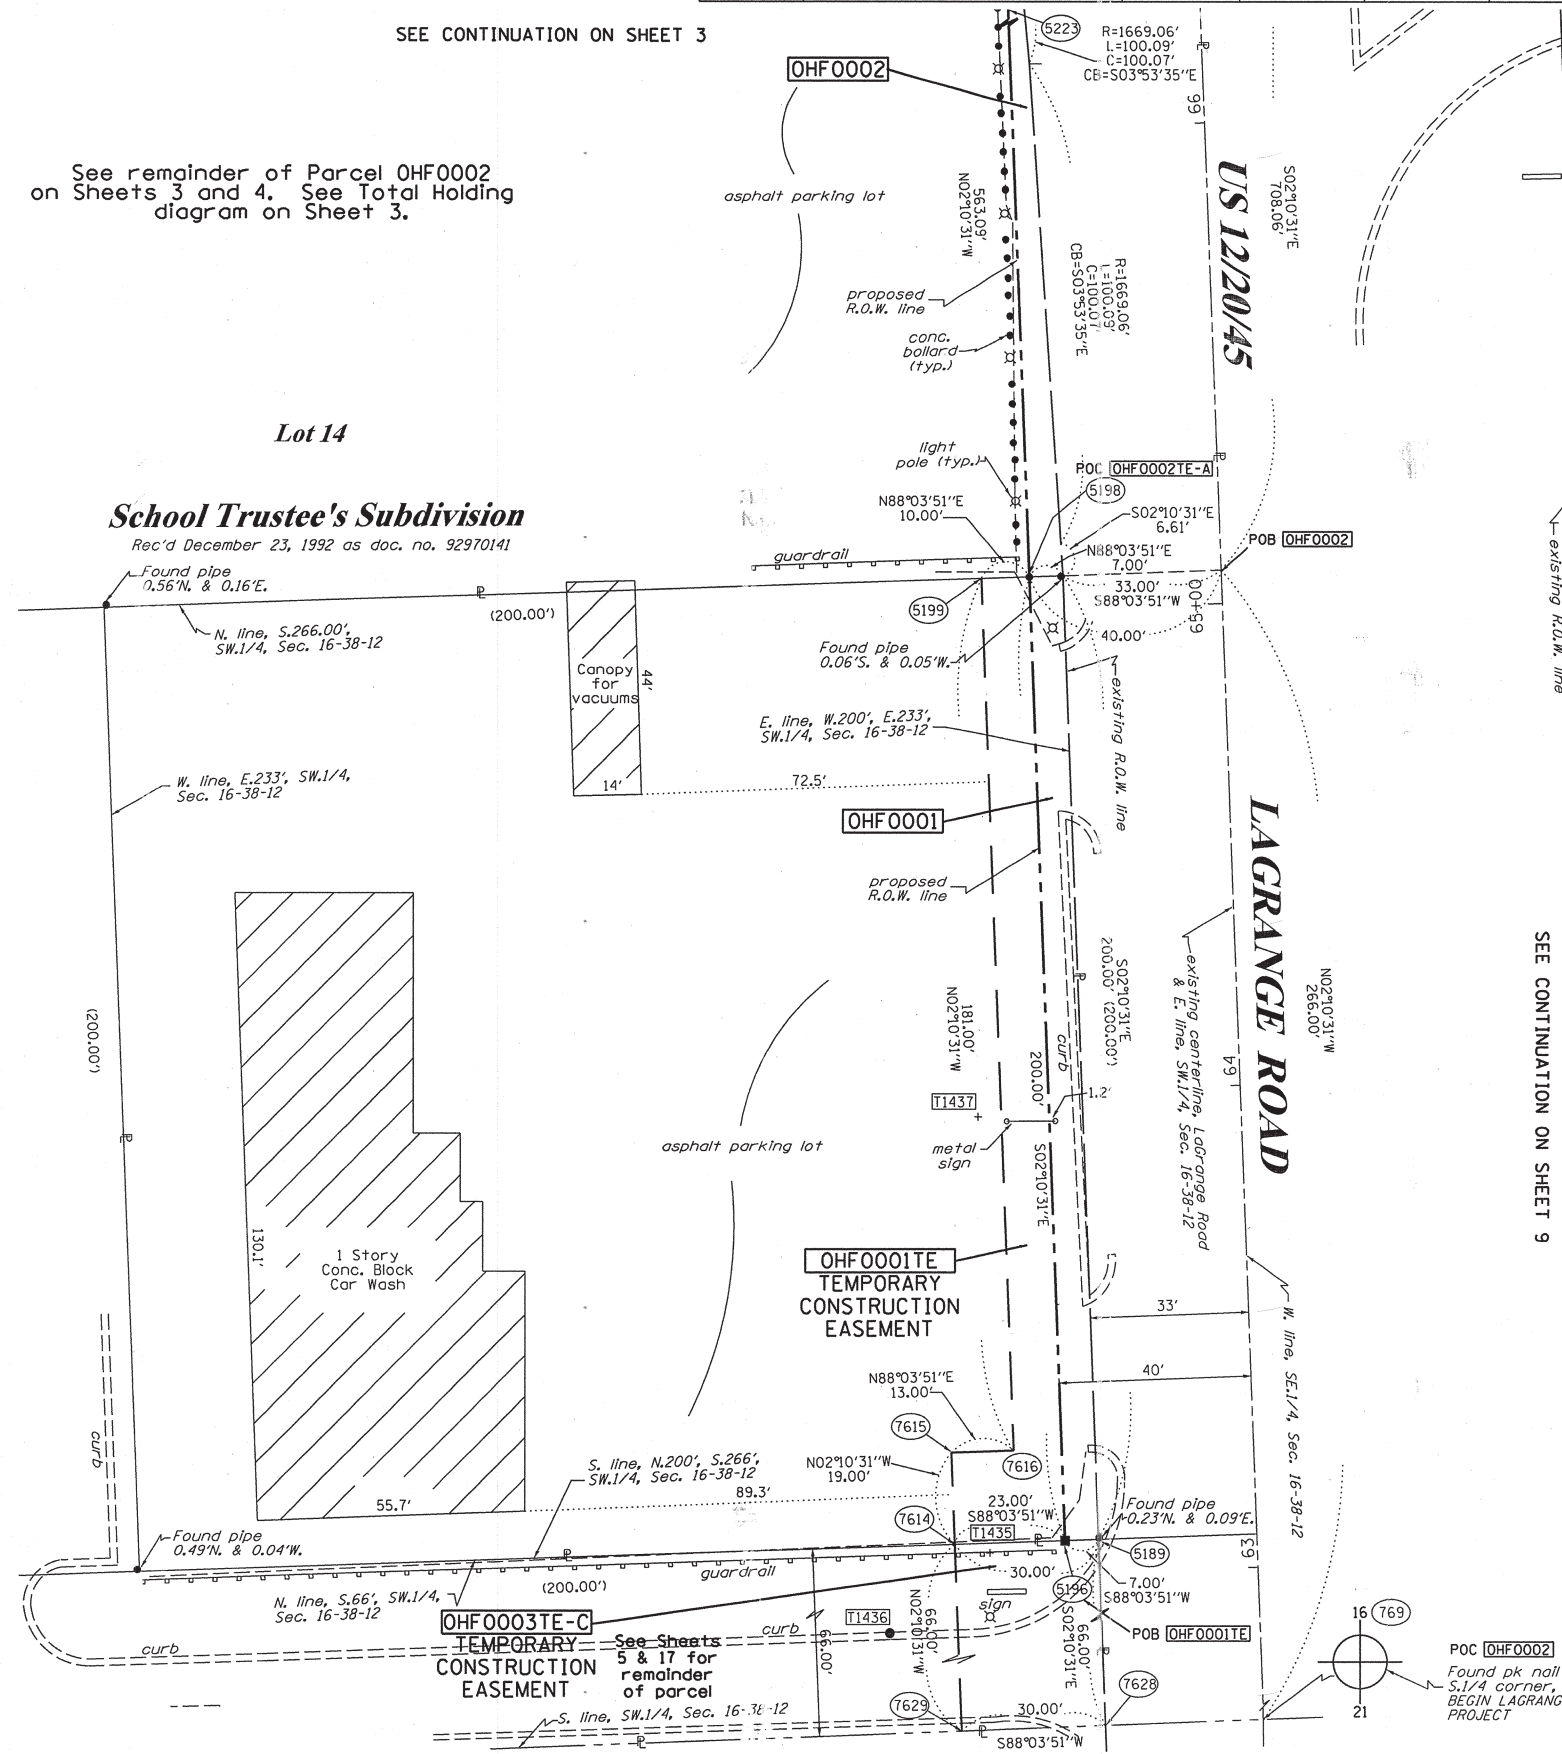 SEE CONTINUATION ON SHEET 3
5223
R=1669.06'
L=100.09'
C=100.07'
CB=S03°53'35"E
OHF0002
66
US 12/20/45
S02°10'31"E
708.06'
See remainder of Parcel OHF0002
on Sheets 3 and 4. See Total Holding
diagram on Sheet 3.
asphalt parking lot
563.09'
N02°10'31"W
R=1669.06'
L=100.09'
C=100.07'
CB=S03°53'35"E
proposed
R.O.W. line
conc.
bollard
(typ.)
Lot 14
light
pole (typ.)
POC OHF0002TE-A
5198
School Trustee's Subdivision
Rec'd December 23, 1992 as doc. no. 92970141
N88°03'51"E
10.00'
S02°10'31"E
6.61'
POB OHF0002
guardrail
N88°03'51"E
7.00'
33.00'
S88°03'51"W
65+00
40.00'
existing R.O.W. line
Found pipe
0.56'N. & 0.16'E.
(200.00')
5199
N. line, S.266.00',
SW.1/4, Sec. 16-38-12
Canopy
for
vacuums
44'
14'
72.5'
Found pipe
0.06'S. & 0.05'W.
E. line, W.200', E.233',
SW.1/4, Sec. 16-38-12
existing R.O.W. line
W. line, E.233', SW.1/4,
Sec. 16-38-12
OHF0001
LAGRANGE ROAD
proposed
R.O.W. line
SEE CONTINUATION ON SHEET 9
S02°10'31"E
200.00' (200.00')
existing centerline, LaGrange Road
& E. line, SW.1/4, Sec. 16-38-12
N02°10'31"W
266.00'
(200.00')
181.00'
N02°10'31"W
200.00'
curb
64
T1437
1.2'
metal
sign
asphalt parking lot
S02°10'31"E
130.1'
1 Story
Conc. Block
Car Wash
OHF0001TE
TEMPORARY
CONSTRUCTION
EASEMENT
33'
40'
W. line, SE.1/4, Sec. 16-38-12
N88°03'51"E
13.00'
7615
7616
curb
S. line, N.200', S.266',
SW.1/4, Sec. 16-38-12
N02°10'31"W
19.00'
55.7'
89.3'
23.00'
S88°03'51"W
Found pipe
0.23'N. & 0.09'E.
7614
T1435
Found pipe
0.49'N. & 0.04'W.
5189
63
guardrail
30.00'
(200.00')
7.00'
S88°03'51"W
5196
N. line, S.66', SW.1/4,
Sec. 16-38-12
OHF0003TE-C
TEMPORARY
CONSTRUCTION
EASEMENT
See Sheets
5 & 17 for
remainder
of parcel
curb
curb
T1436
66.00'
66.00'
N02°10'31"W
sign
66.00'
S02°10'31"E
POB OHF0001TE
16
769
21
POC OHF0002
Found pk nail
S.1/4 corner,
BEGIN LAGRANG
PROJECT
S. line, SW.1/4, Sec. 16-38-12
7629
7628
30.00'
S88°03'51"W